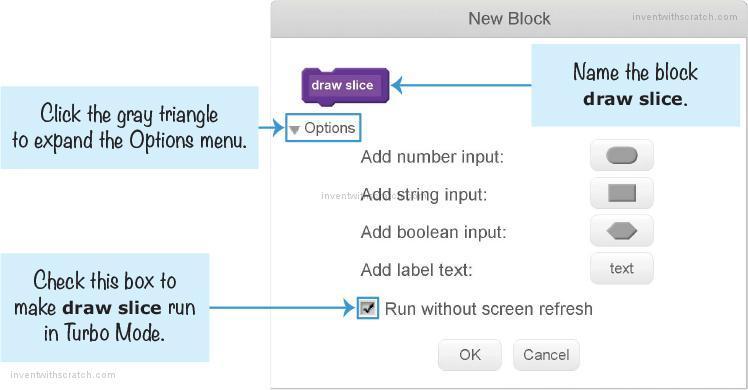 New Block
inventwithscratch.com
inventwithscratch.com
draw slice
Name the block
draw slice.
Click the gray triangle
to expand the Options menu.
Options
Add number input:
Add string input:
inventwithscratch.com
Add boolean input:
Add label text:
text
Check this box to
make draw slice run
in Turbo Mode.
Run without screen refresh
OK
Cancel
inventwithscratch.com